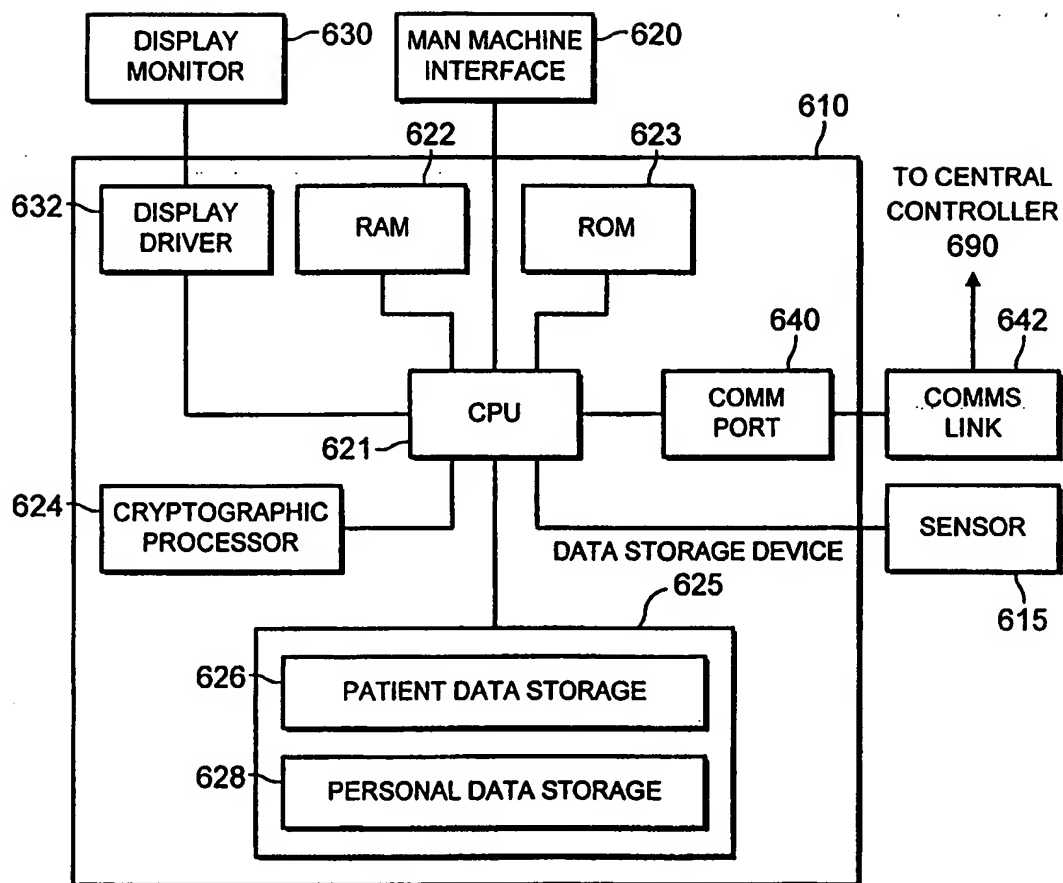 DISPLAY
MONITOR
630
MAN MACHINE
INTERFACE
620
610
622
623
632
DISPLAY
DRIVER
RAM
ROM
TO CENTRAL
CONTROLLER
690
640
642
CPU
621
COMM
PORT
COMMS
LINK
624
CRYPTOGRAPHIC
PROCESSOR
SENSOR
615
DATA STORAGE DEVICE
625
626
PATIENT DATA STORAGE
628
PERSONAL DATA STORAGE